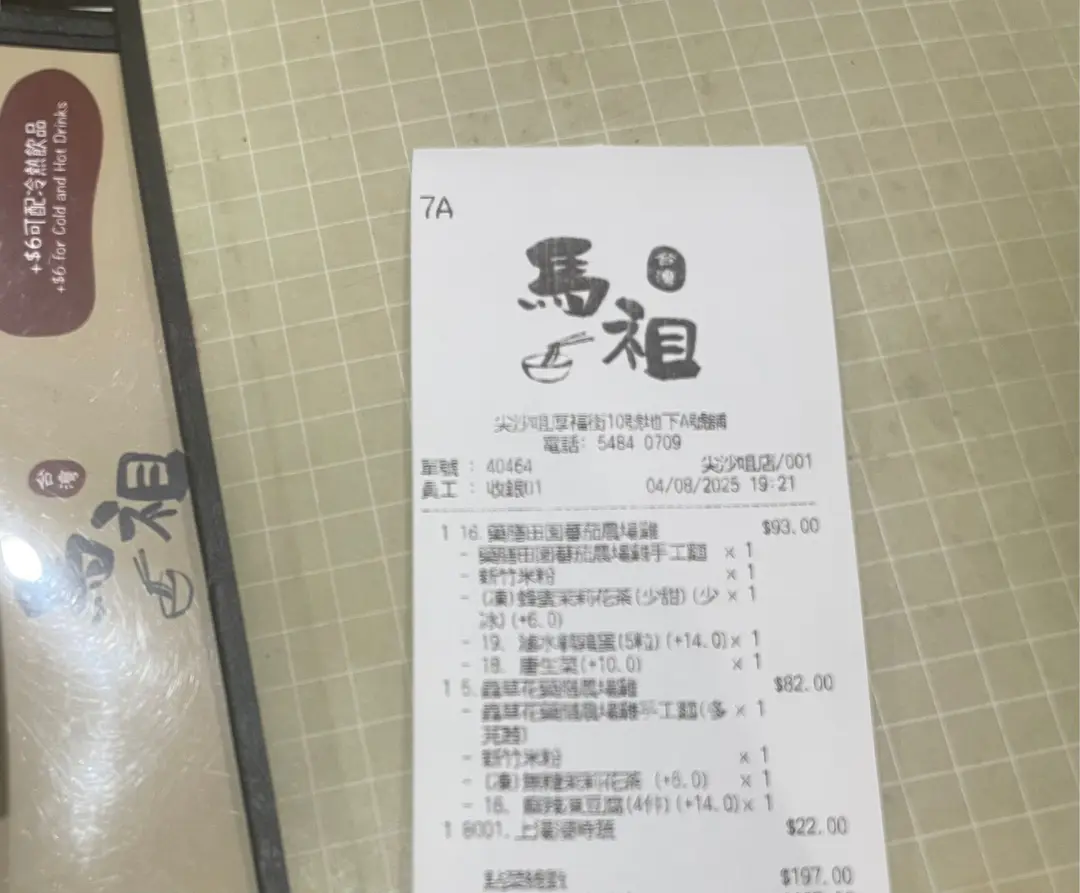 +$6可配冷熱飲品
+$6 for Cold and Hot Drinks
台灣
馬祖
7A
台灣
馬祖
尖沙咀厚福街10號地下A號舖
電話: 5484 0709
單號 : 40464 尖沙咀店/001
員工 : 收銀01 04/08/2025 19:21
1 16. 藥膳田園蕃茄農場雞 $93.00
- 藥膳田園蕃茄農場雞手工麵 x 1
- 新竹米粉 x 1
- (凍)蜂蜜茉莉花茶(少甜)(少 x 1
冰)(+6.0)
- 19. 滷水鵪鶉蛋(5粒)(+14.0)x 1
- 18. 唐生菜(+10.0) x 1
1 5. 蟲草花藥膳農場雞 $82.00
- 蟲草花藥膳農場雞手工麵(多 x 1
芫茜)
- 新竹米粉 x 1
- (凍)無糖茉莉花茶 (+6.0) x 1
- 16. 麻辣凍豆腐(4件)(+14.0)x 1
1 8001. 上湯 $22.00
$197.00